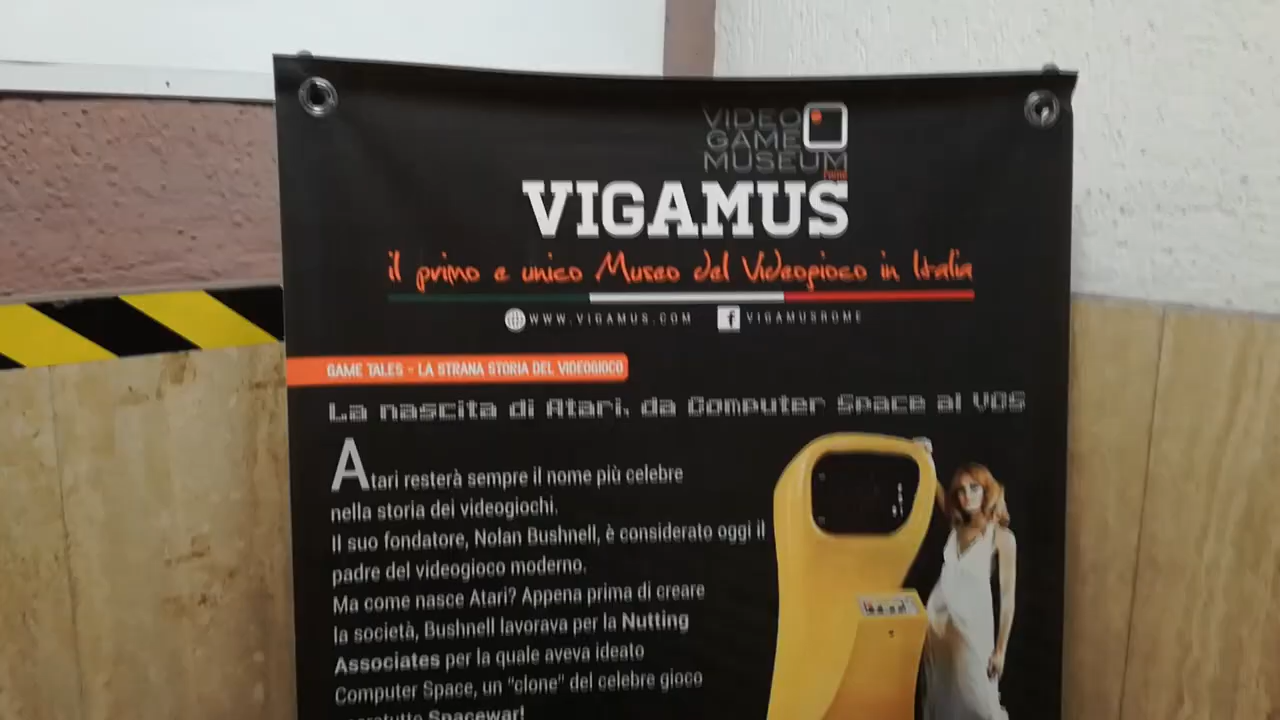 VIDEO
GAME
MUSEUM
Rome
VIGAMUS
il primo e unico Museo del Videogioco in Italia
WWW.VIGAMUS.COM
f VIGAMUSROME
GAME TALES - LA STRANA STORIA DEL VIDEOGIOCO
La nascita di Atari, da Computer Space al VCS
Atari resterà sempre il nome più celebre
nella storia dei videogiochi.
Il suo fondatore, Nolan Bushnell, è considerato oggi il
padre del videogioco moderno.
Ma come nasce Atari? Appena prima di creare
la società, Bushnell lavorava per la Nutting
Associates per la quale aveva ideato
Computer Space, un "clone" del celebre gioco
Spacewar!